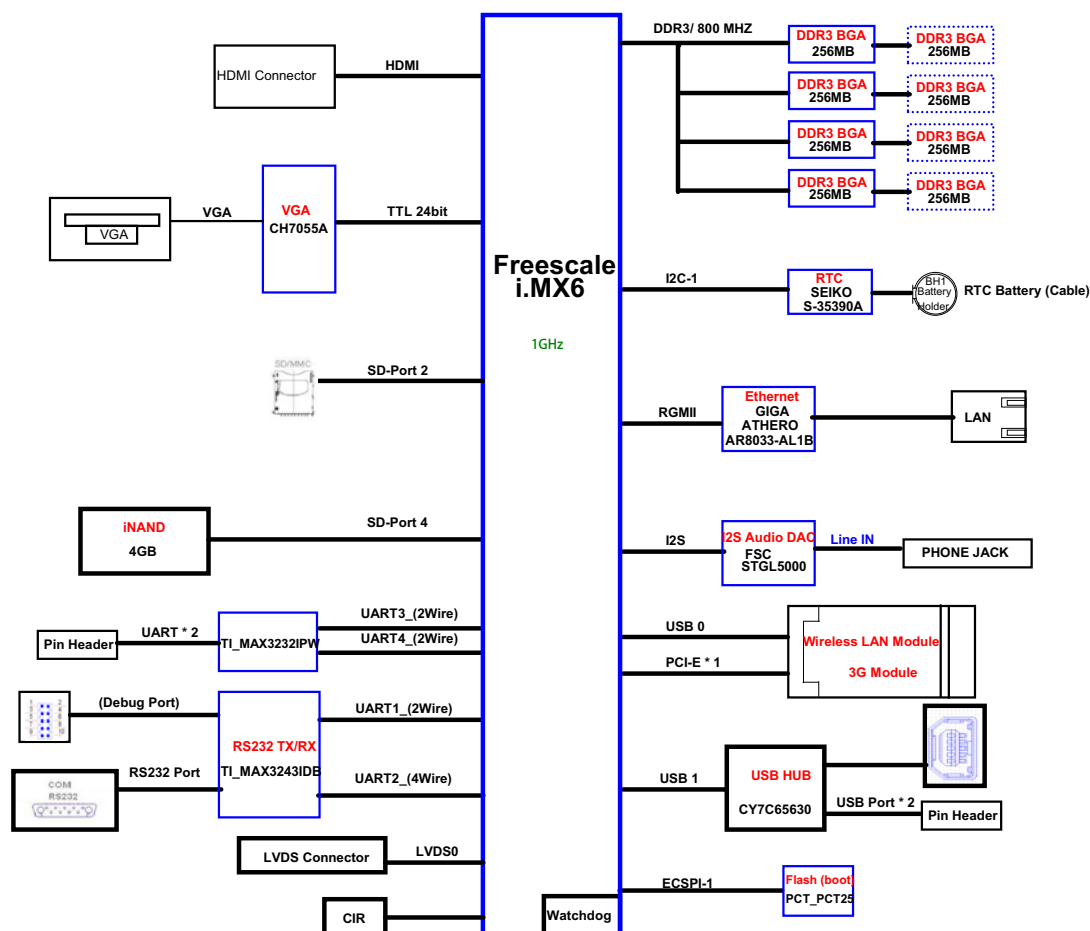 DDR3/ 800 MHZ
DDR3 BGA
256MB
DDR3 BGA
256MB
DDR3 BGA
256MB
DDR3 BGA
256MB
DDR3 BGA
256MB
DDR3 BGA
256MB
DDR3 BGA
256MB
DDR3 BGA
256MB
HDMI Connector
HDMI
VGA
VGA
VGA
CH7055A
TTL 24bit
Freescale
i.MX6
1GHz
I2C-1
RTC
SEIKO
S-35390A
BH1
Battery
Holder
RTC Battery (Cable)
SD/MMC
SD-Port 2
RGMII
Ethernet
GIGA
ATHERO
AR8033-AL1B
LAN
iNAND
4GB
SD-Port 4
I2S
I2S Audio DAC
FSC
STGL5000
Line IN
PHONE JACK
Pin Header
UART * 2
TI_MAX3232IPW
UART3_(2Wire)
UART4_(2Wire)
USB 0
PCI-E * 1
Wireless LAN Module
3G Module
(Debug Port)
RS232 TX/RX
TI_MAX3243IDB
UART1_(2Wire)
UART2_(4Wire)
COM
RS232
RS232 Port
USB 1
USB HUB
CY7C65630
USB Port * 2
Pin Header
LVDS Connector
LVDS0
ECSPI-1
Flash (boot)
PCT_PCT25
CIR
Watchdog